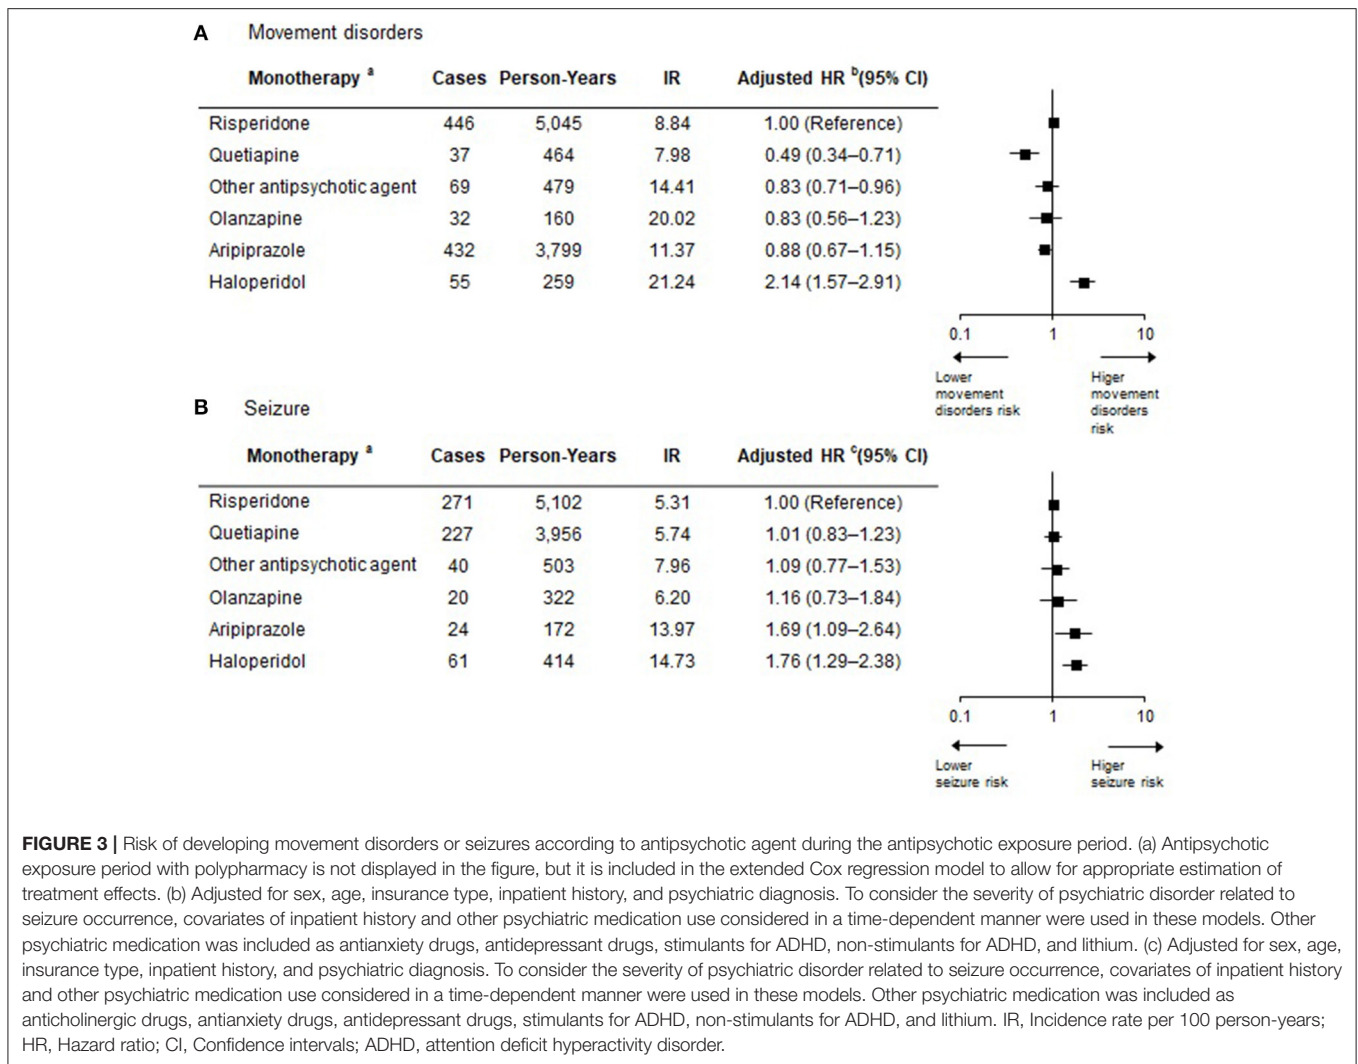 A Movement disorders
Monotherapy a Cases Person-Years IR Adjusted HR b(95% CI)
Risperidone 446 5,045 8.84 1.00 (Reference)
Quetiapine 37 464 7.98 0.49 (0.34–0.71)
Other antipsychotic agent 69 479 14.41 0.83 (0.71–0.96)
Olanzapine 32 160 20.02 0.83 (0.56–1.23)
Aripiprazole 432 3,799 11.37 0.88 (0.67–1.15)
Haloperidol 55 259 21.24 2.14 (1.57–2.91)
0.1 1 10
Lower Higer
movement movement
disorders risk disorders
risk
B Seizure
Monotherapy a Cases Person-Years IR Adjusted HR c(95% CI)
Risperidone 271 5,102 5.31 1.00 (Reference)
Quetiapine 227 3,956 5.74 1.01 (0.83–1.23)
Other antipsychotic agent 40 503 7.96 1.09 (0.77–1.53)
Olanzapine 20 322 6.20 1.16 (0.73–1.84)
Aripiprazole 24 172 13.97 1.69 (1.09–2.64)
Haloperidol 61 414 14.73 1.76 (1.29–2.38)
0.1 1 10
Lower Higer
seizure risk seizure risk
FIGURE 3 | Risk of developing movement disorders or seizures according to antipsychotic agent during the antipsychotic exposure period. (a) Antipsychotic
exposure period with polypharmacy is not displayed in the figure, but it is included in the extended Cox regression model to allow for appropriate estimation of
treatment effects. (b) Adjusted for sex, age, insurance type, inpatient history, and psychiatric diagnosis. To consider the severity of psychiatric disorder related to
seizure occurrence, covariates of inpatient history and other psychiatric medication use considered in a time-dependent manner were used in these models. Other
psychiatric medication was included as antianxiety drugs, antidepressant drugs, stimulants for ADHD, non-stimulants for ADHD, and lithium. (c) Adjusted for sex, age,
insurance type, inpatient history, and psychiatric diagnosis. To consider the severity of psychiatric disorder related to seizure occurrence, covariates of inpatient history
and other psychiatric medication use considered in a time-dependent manner were used in these models. Other psychiatric medication was included as
anticholinergic drugs, antianxiety drugs, antidepressant drugs, stimulants for ADHD, non-stimulants for ADHD, and lithium. IR, Incidence rate per 100 person-years;
HR, Hazard ratio; CI, Confidence intervals; ADHD, attention deficit hyperactivity disorder.